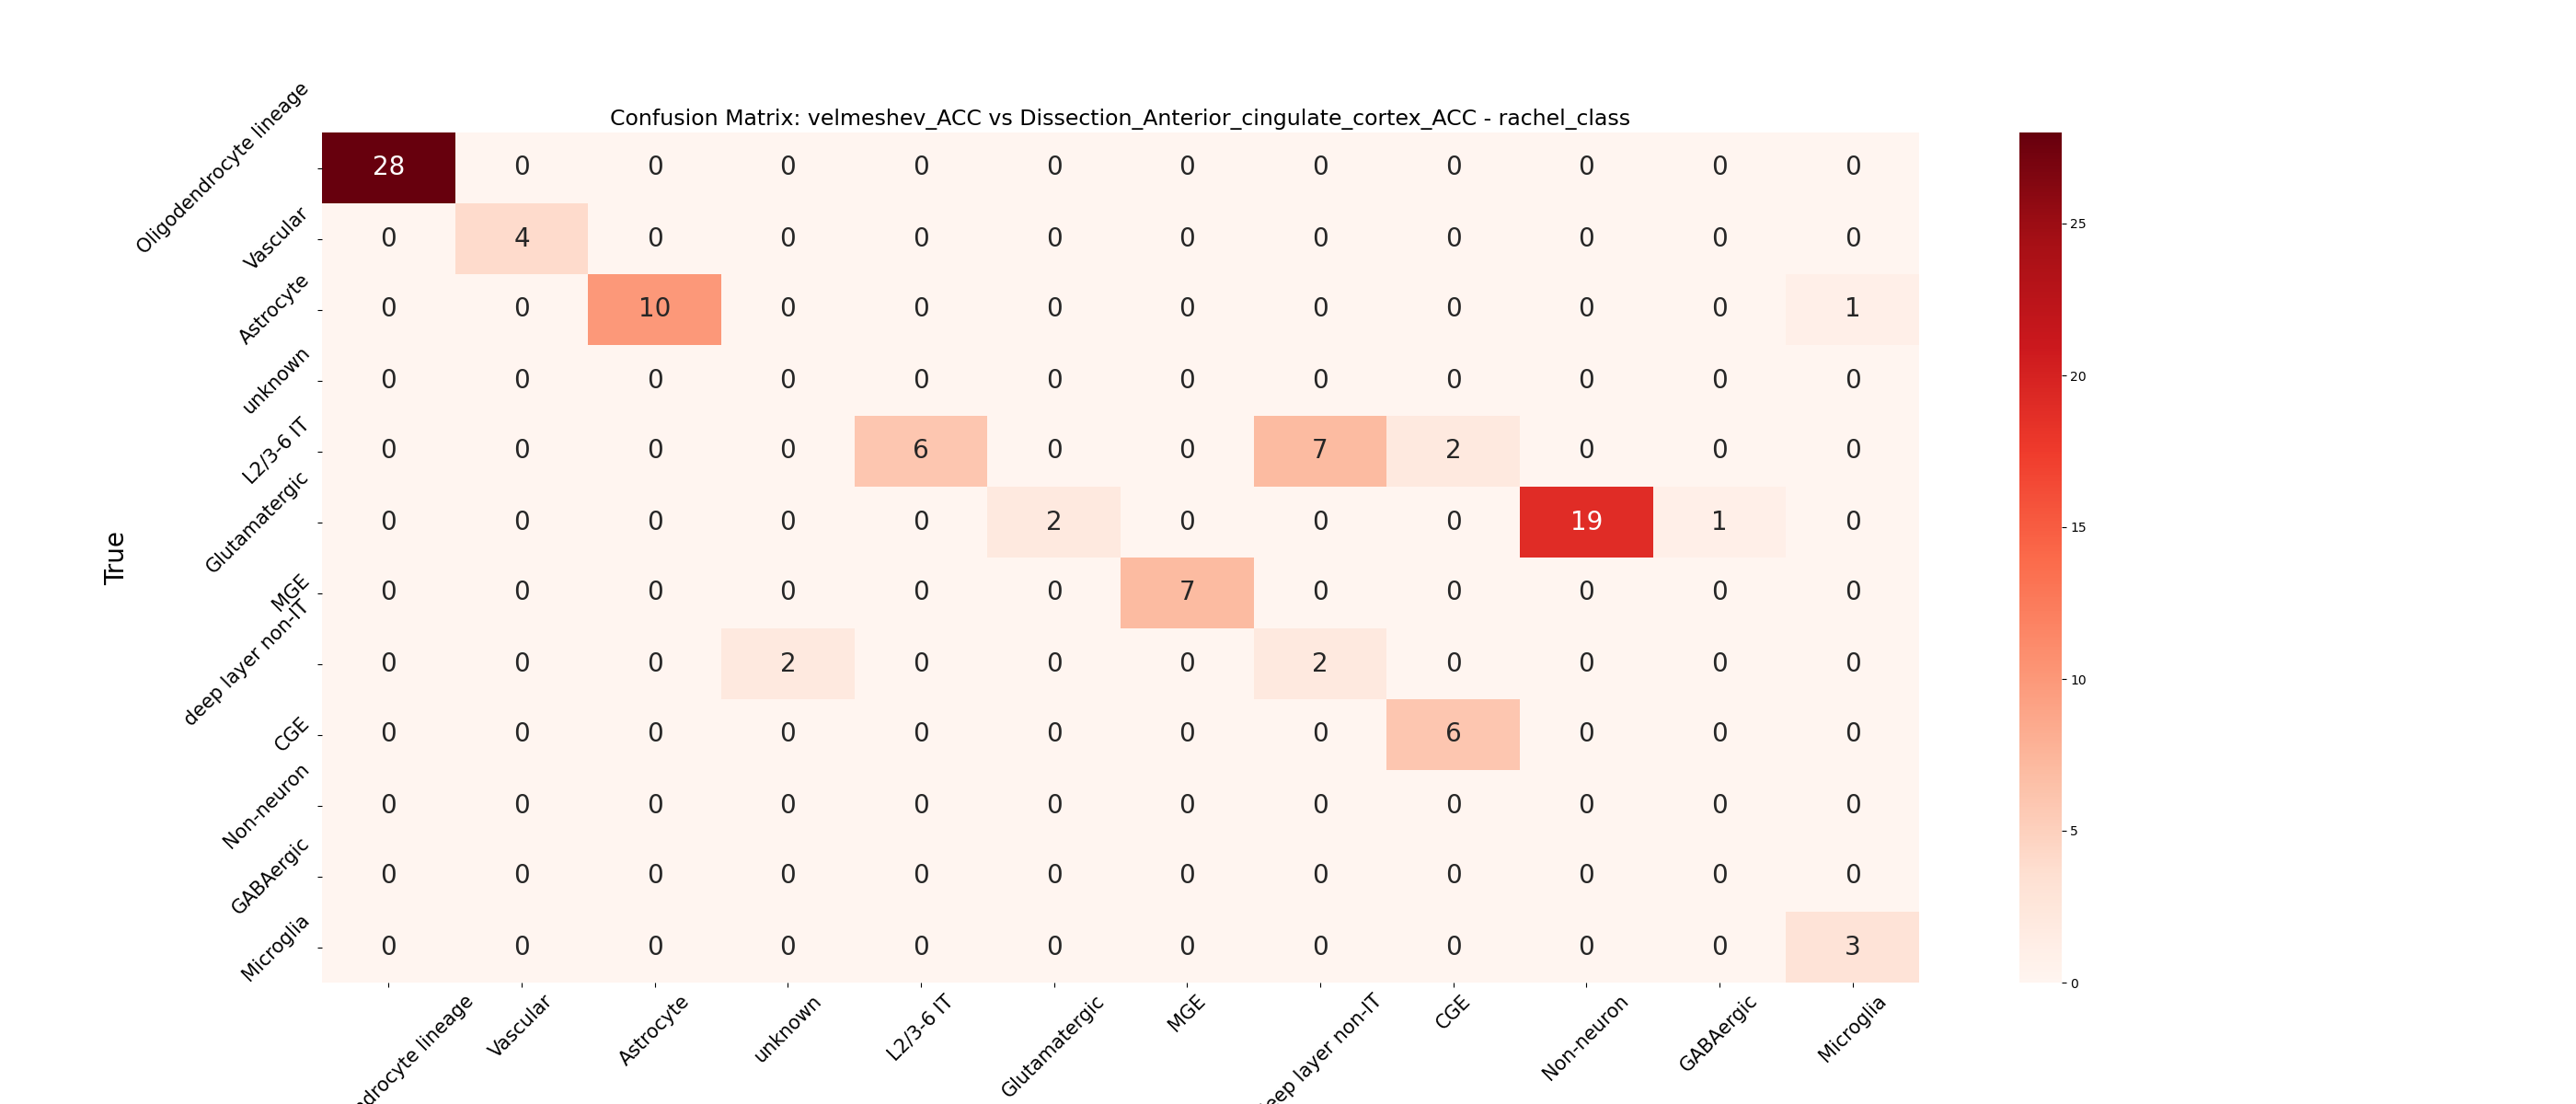 Confusion Matrix: velmeshev_ACC vs Dissection_Anterior_cingulate_cortex_ACC - rachel_class
True
Oligodendrocyte lineage 28 0 0 0 0 0 0 0 0 0 0 0
Vascular 0 4 0 0 0 0 0 0 0 0 0 0
Astrocyte 0 0 10 0 0 0 0 0 0 0 0 1
unknown 0 0 0 0 0 0 0 0 0 0 0 0
L2/3-6 IT 0 0 0 0 6 0 0 7 2 0 0 0
Glutamatergic 0 0 0 0 0 2 0 0 0 19 1 0
MGE 0 0 0 0 0 0 7 0 0 0 0 0
deep layer non-IT 0 0 0 2 0 0 0 2 0 0 0 0
CGE 0 0 0 0 0 0 0 0 6 0 0 0
Non-neuron 0 0 0 0 0 0 0 0 0 0 0 0
GABAergic 0 0 0 0 0 0 0 0 0 0 0 0
Microglia 0 0 0 0 0 0 0 0 0 0 0 3
ndrocyte lineage Vascular Astrocyte unknown L2/3-6 IT Glutamatergic MGE eep layer non-IT CGE Non-neuron GABAergic Microglia
25
20
15
10
5
0